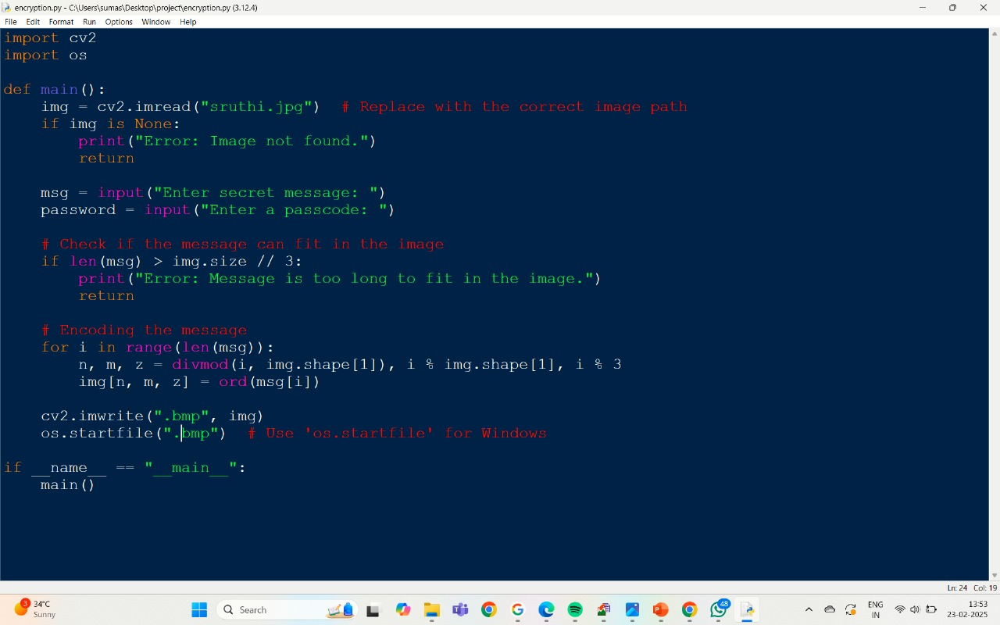 encryption.py - C:\Users\sumas\Desktop\project\encryption.py (3.12.4)
File Edit Format Run Options Window Help
import cv2
import os
def main():
    img = cv2.imread("sruthi.jpg")  # Replace with the correct image path
    if img is None:
        print("Error: Image not found.")
        return
    msg = input("Enter secret message: ")
    password = input("Enter a passcode: ")
    # Check if the message can fit in the image
    if len(msg) > img.size // 3:
        print("Error: Message is too long to fit in the image.")
        return
    # Encoding the message
    for i in range(len(msg)):
        n, m, z = divmod(i, img.shape[1]), i % img.shape[1], i % 3
        img[n, m, z] = ord(msg[i])
    cv2.imwrite(".bmp", img)
    os.startfile(".bmp")  # Use 'os.startfile' for Windows
if __name__ == "__main__":
    main()
Ln: 24 Col: 19
3
34°C
Sunny
Search
48
ENG
IN
13:53
23-02-2025